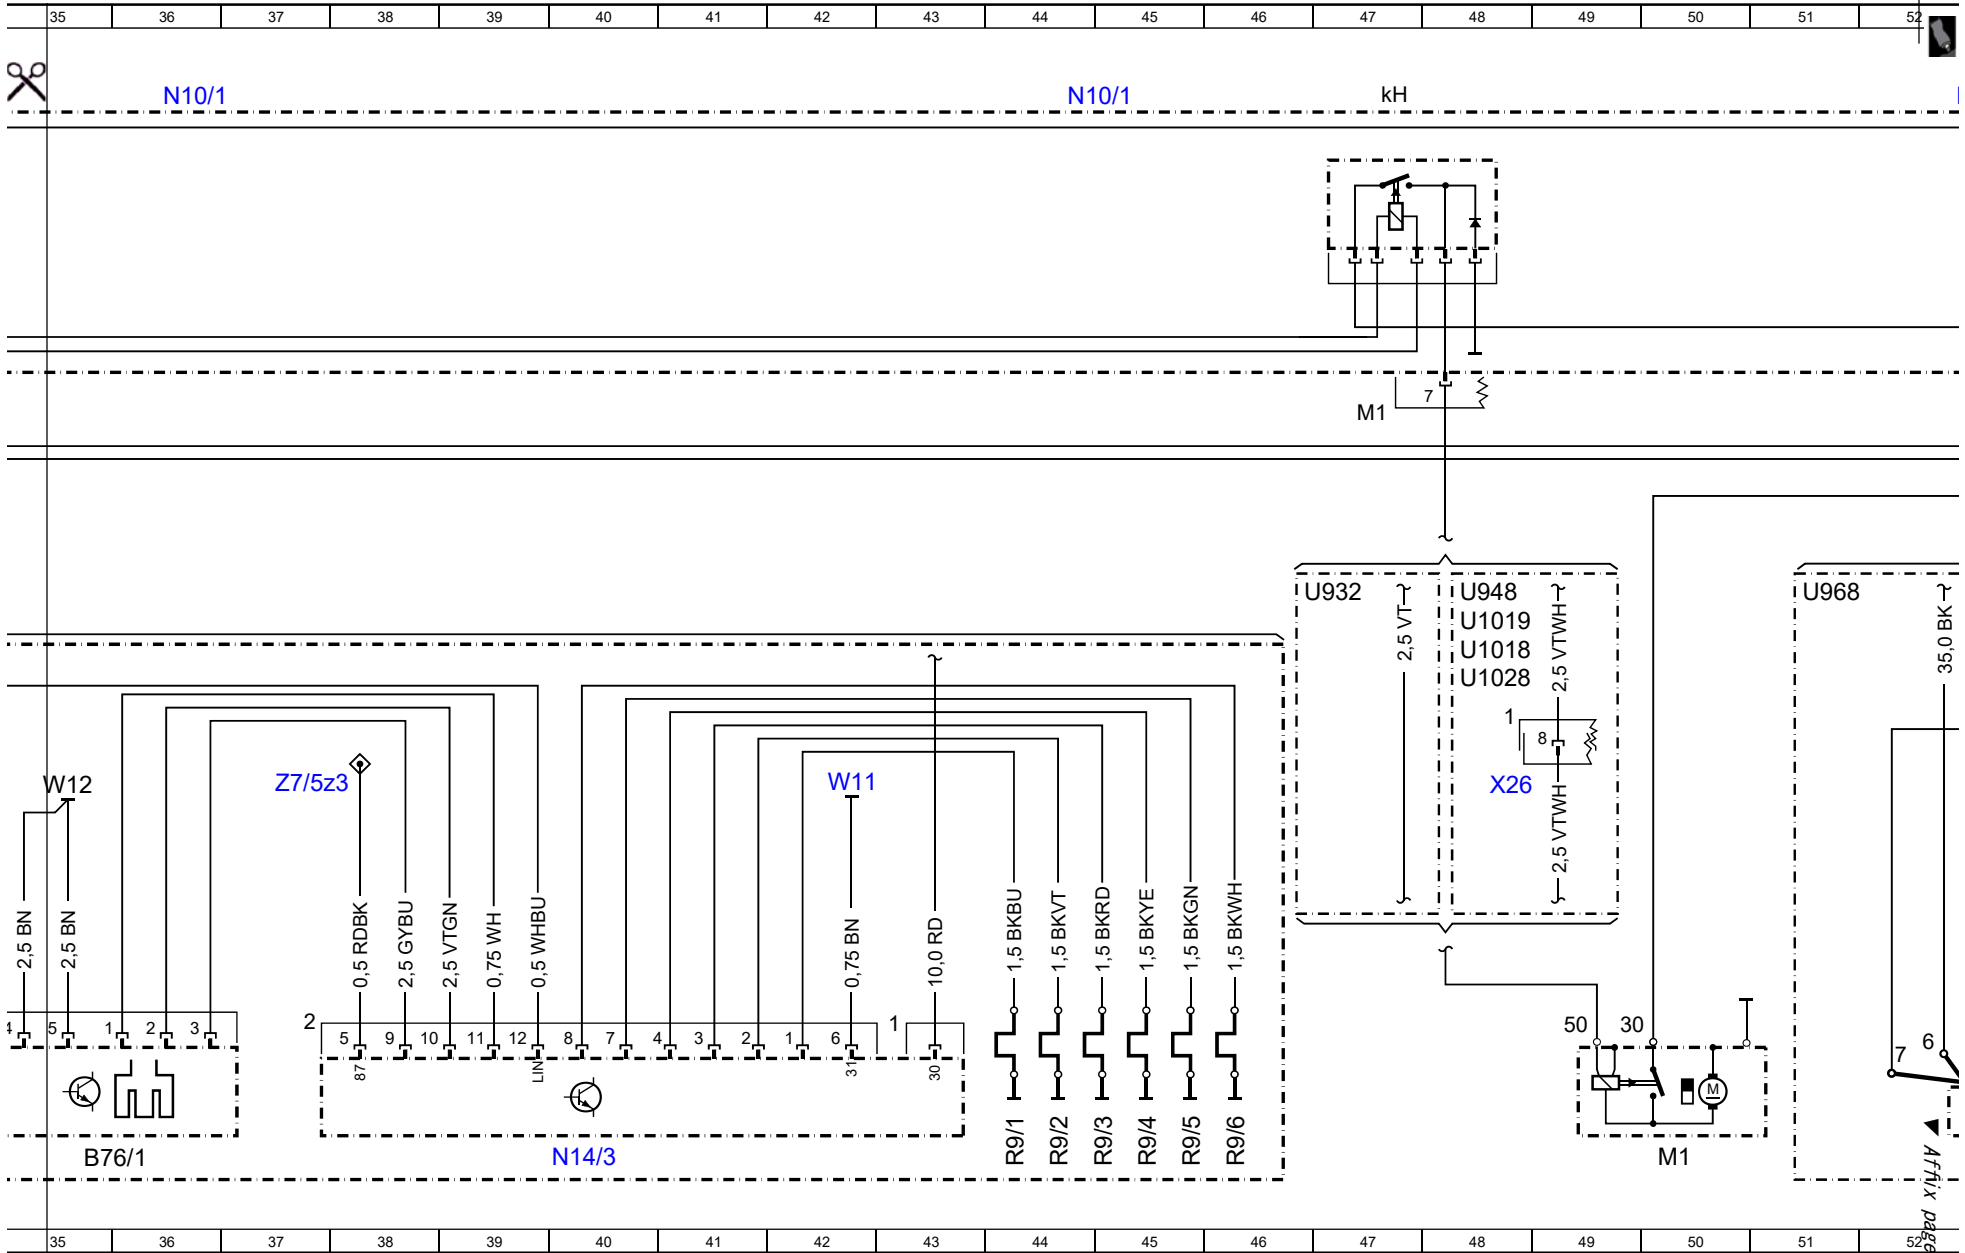 35 36 37 38 39 40 41 42 43 44 45 46 47 48 49 50 51 52
N10/1 N10/1 kH
7
M1
U932 U948 U968
U1019
U1018
U1028
2,5 VT
2,5 VTWH
35,0 BK
1
8
X26
2,5 VTWH
W12 Z7/5z3 W11
2,5 BN
2,5 BN
0,5 RDBK
2,5 GYBU
2,5 VTGN
0,75 WH
0,5 WHBU
0,75 BN
10,0 RD
1,5 BKBU
1,5 BKVT
1,5 BKRD
1,5 BKYE
1,5 BKGN
1,5 BKWH
4 5 1 2 3
2 5 9 10 11 12 8 7 4 3 2 1 6 1
87 LIN 31 30
50 30
7 6
M
R9/1
R9/2
R9/3
R9/4
R9/5
R9/6
B76/1 N14/3 M1
Affix page
35 36 37 38 39 40 41 42 43 44 45 46 47 48 49 50 51 52